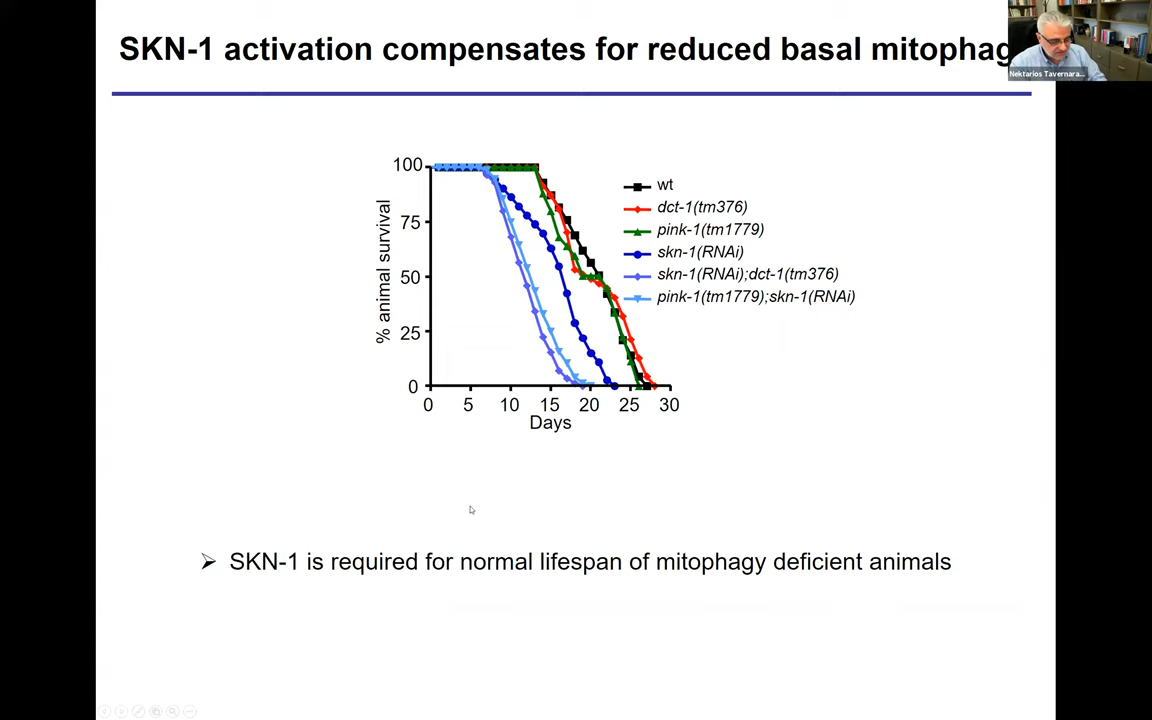 SKN-1 activation compensates for reduced basal mitophag
Nektarios Tavernara...
100
75
50
25
0
% animal survival
0 5 10 15 20 25 30
Days
wt
dct-1(tm376)
pink-1(tm1779)
skn-1(RNAi)
skn-1(RNAi);dct-1(tm376)
pink-1(tm1779);skn-1(RNAi)
➢ SKN-1 is required for normal lifespan of mitophagy deficient animals